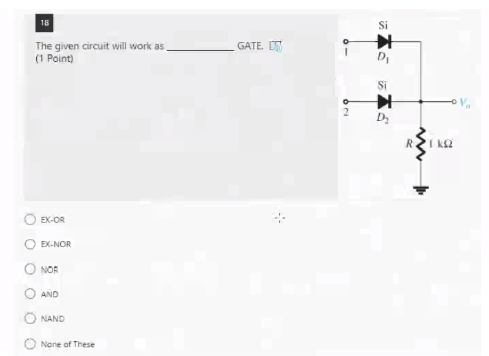 18
The given circuit will work as ____________ GATE.
(1 Point)
Si
1
D₁
Si
2
D₂
Vₒ
R
1 kΩ
EX-OR
EX-NOR
NOR
AND
NAND
None of These